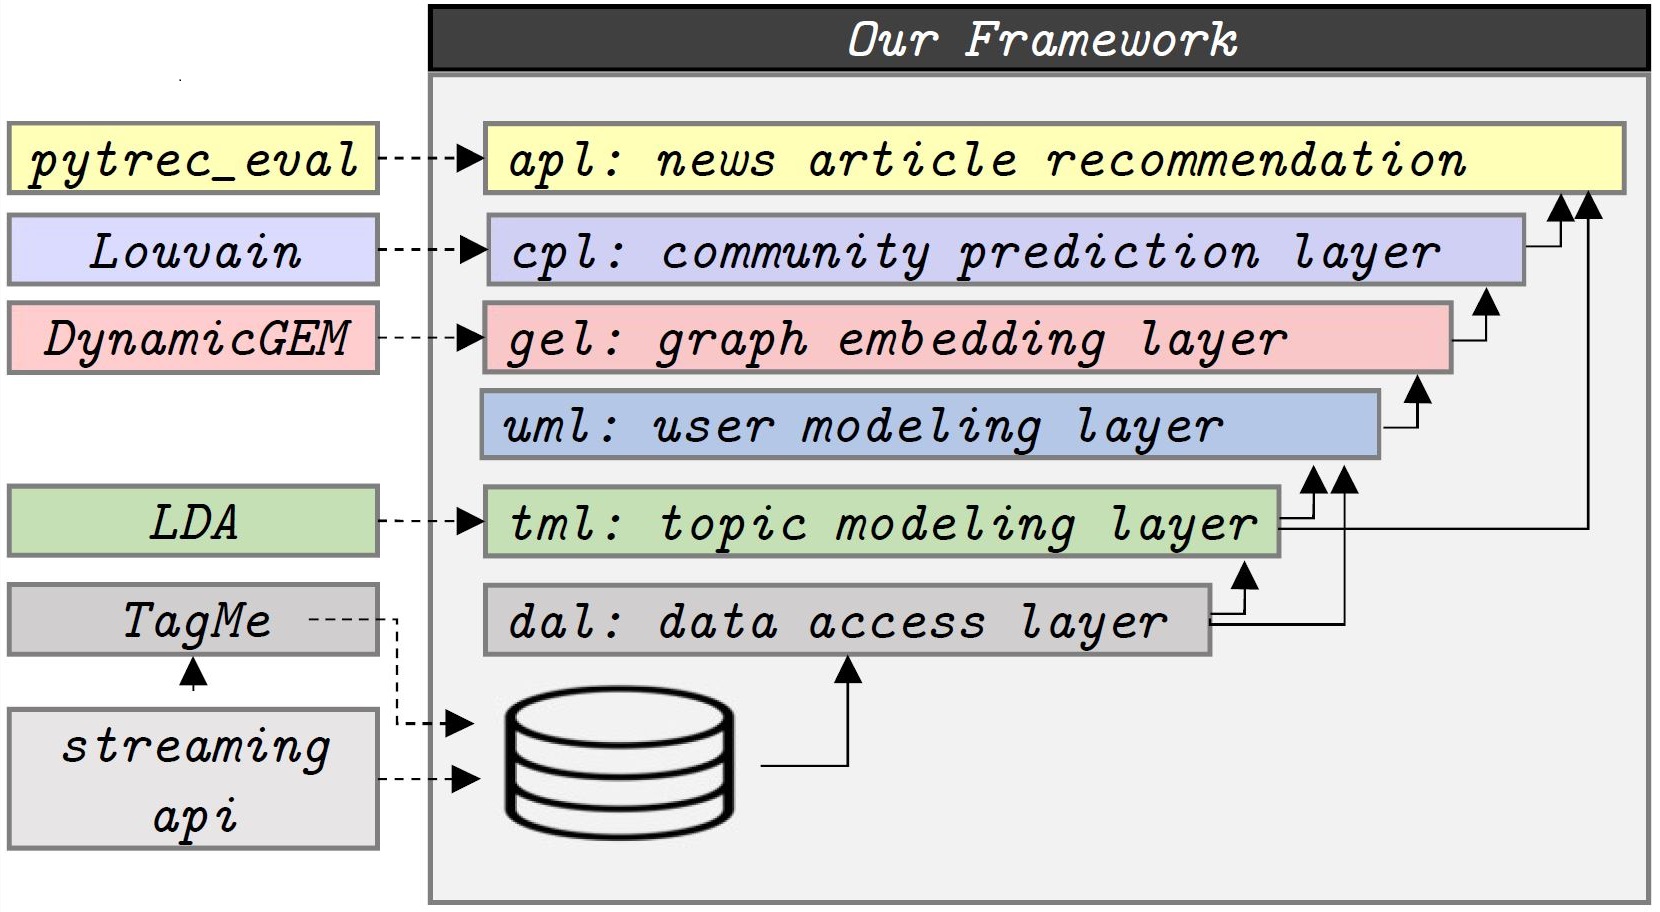 Our Framework
pytrec_eval
apl: news article recommendation
Louvain
cpl: community prediction layer
DynamicGEM
gel: graph embedding layer
uml: user modeling layer
LDA
tml: topic modeling layer
TagMe
dal: data access layer
streaming
api